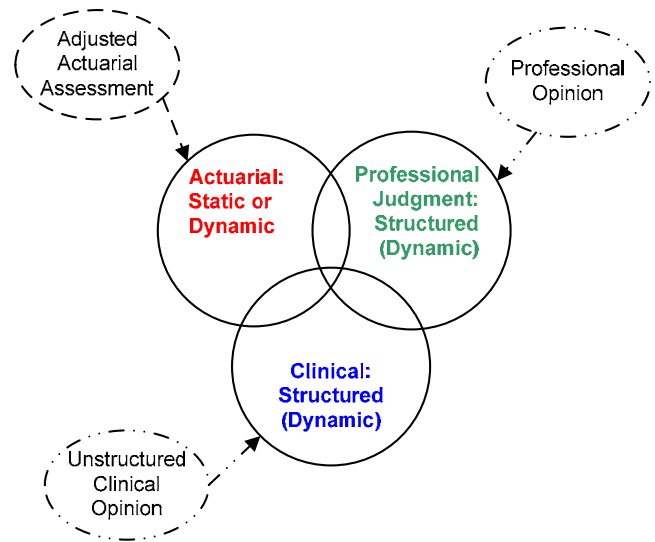 Adjusted
Actuarial
Assessment
Professional
Opinion
Actuarial:
Static or
Dynamic
Professional
Judgment:
Structured
(Dynamic)
Clinical:
Structured
(Dynamic)
Unstructured
Clinical
Opinion